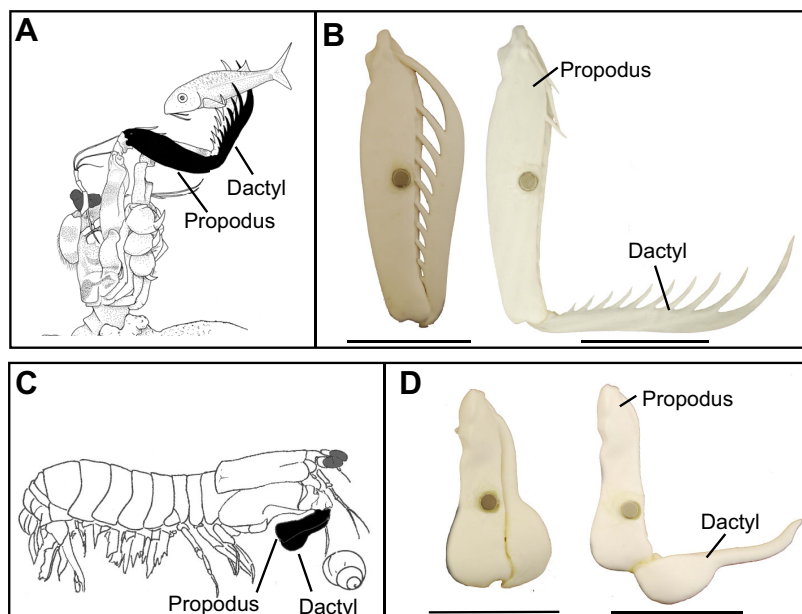 A
Dactyl
Propodus
B
Propodus
Dactyl
C
Propodus
Dactyl
D
Propodus
Dactyl